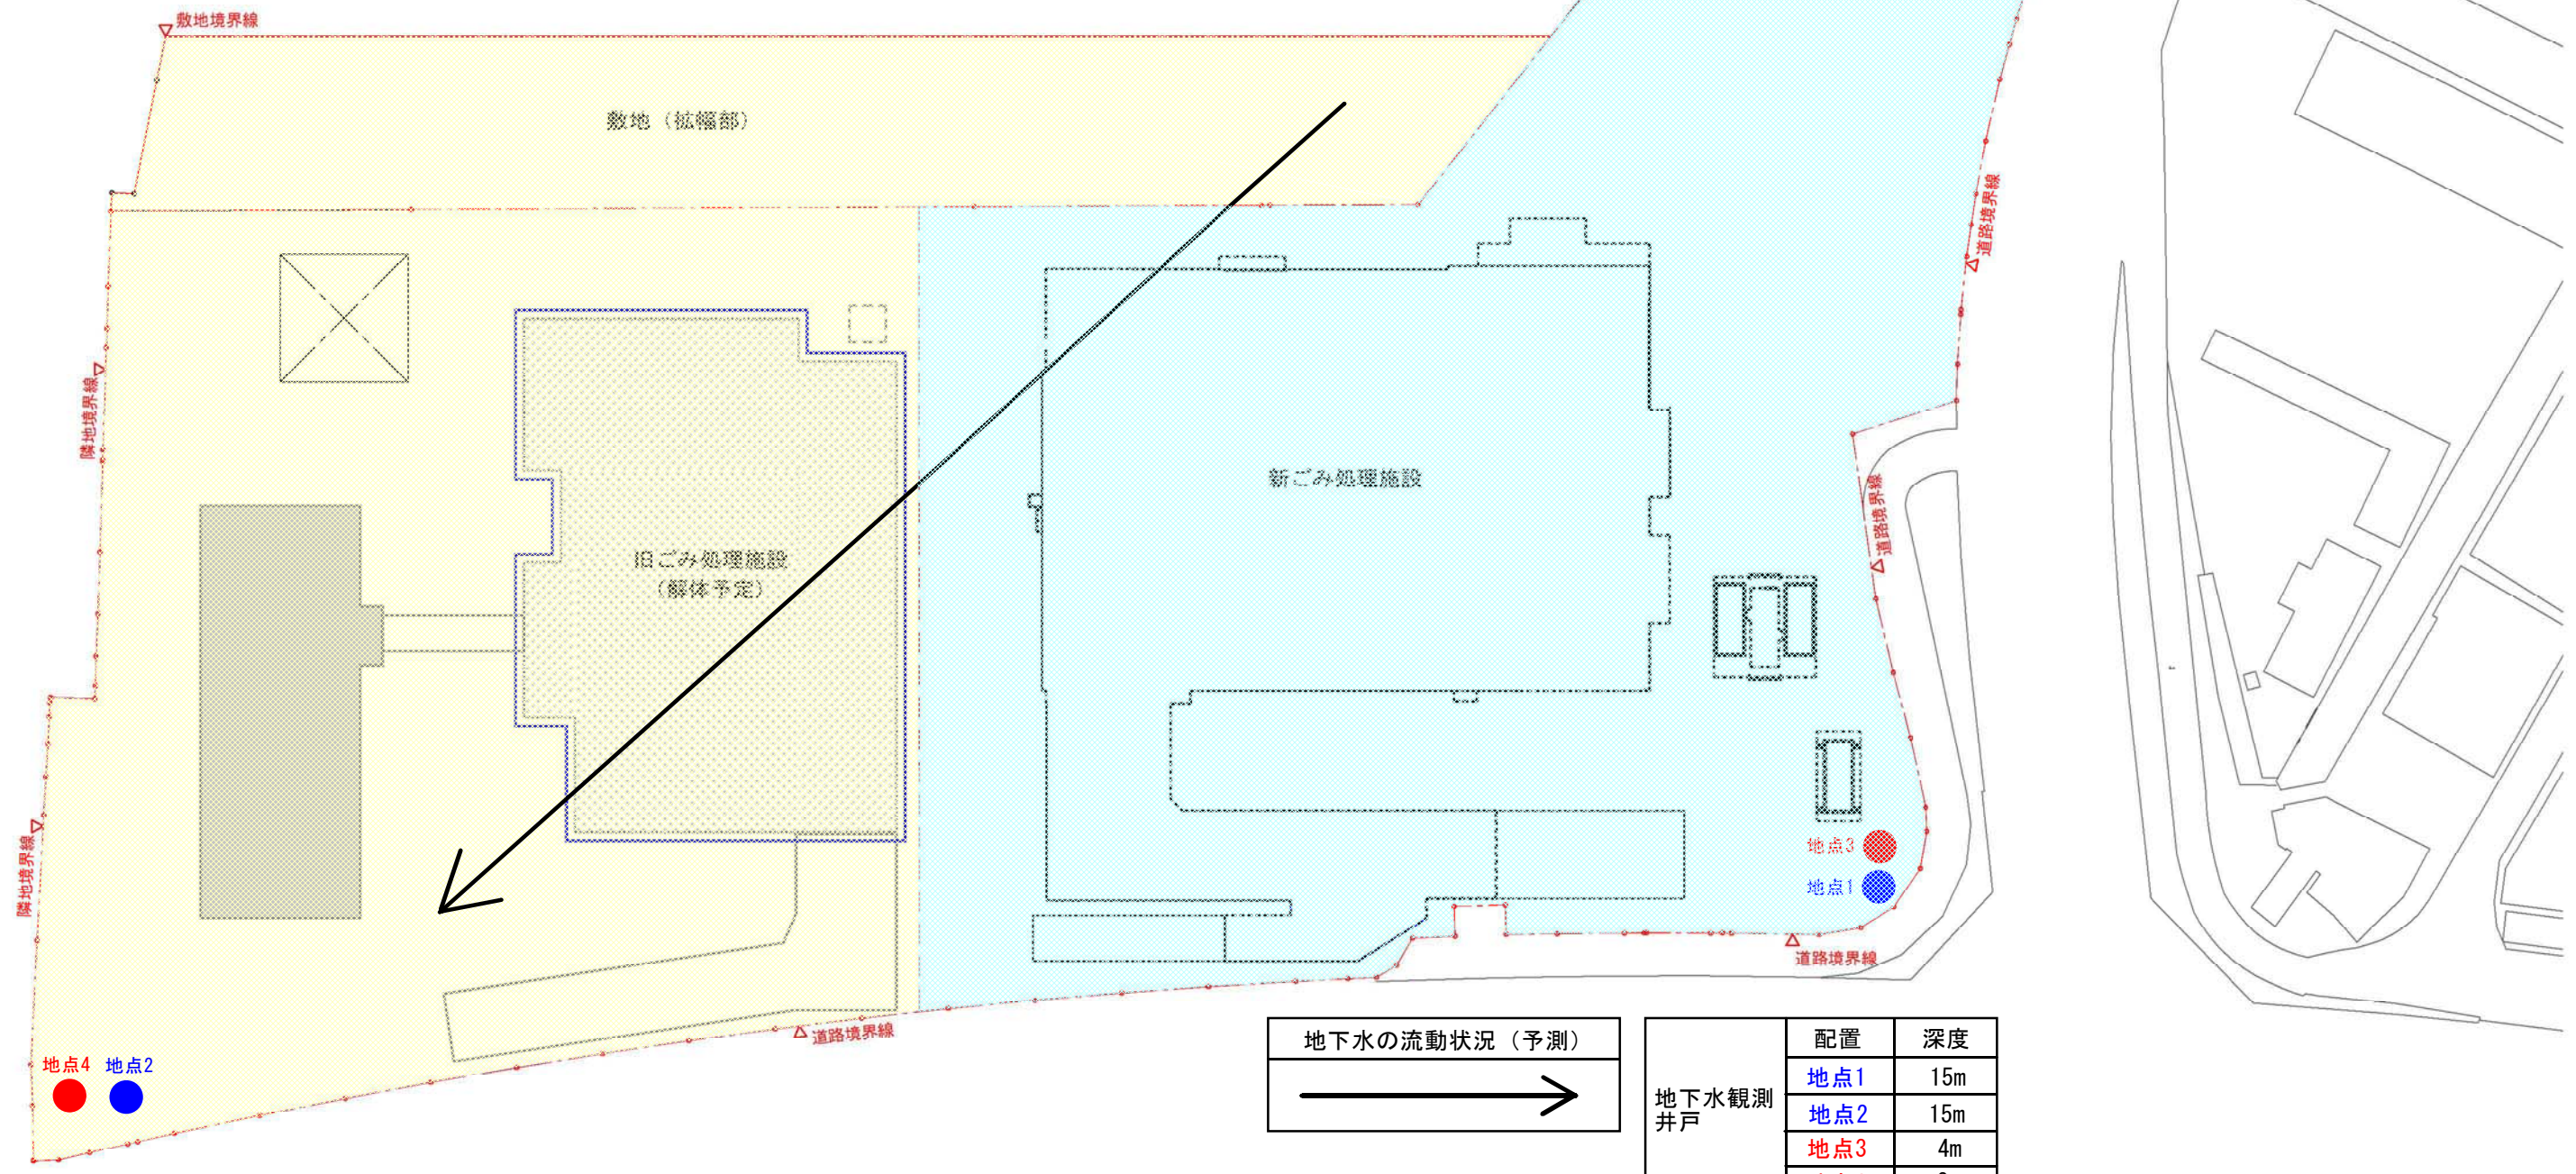 敷地境界線
敷地（拡幅部）
道路境界線
隣地境界線
新ごみ処理施設
道路境界線
旧ごみ処理施設
（解体予定）
隣地境界線
地点3
地点1
道路境界線
道路境界線
地点4 地点2
地下水の流動状況（予測）
配置 深度
地下水観測
井戸
地点1 15m
地点2 15m
地点3 4m